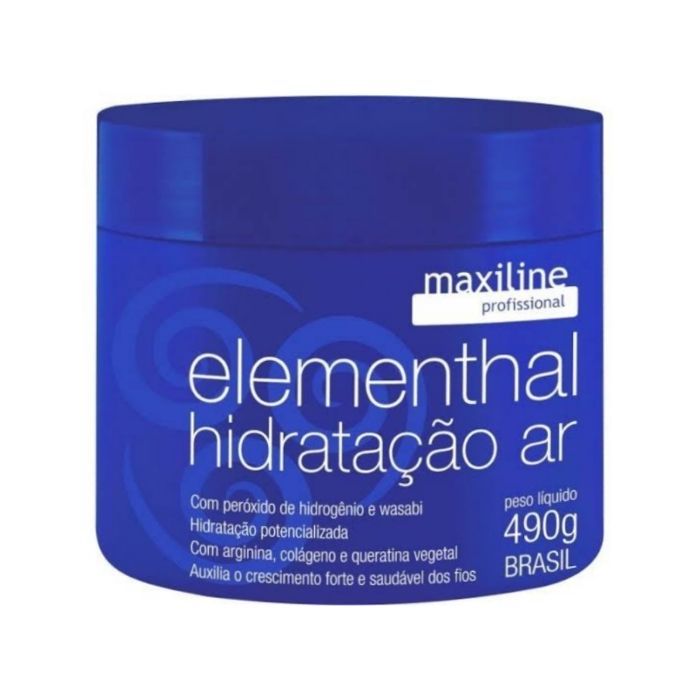 maxiline
profissional
elementhal
hidratação ar
Com peróxido de hidrogênio e wasabi
Hidratação potencializada
Com arginina, colágeno e queratina vegetal
Auxilia o crescimento forte e saudável dos fios
peso líquido
490g
BRASIL